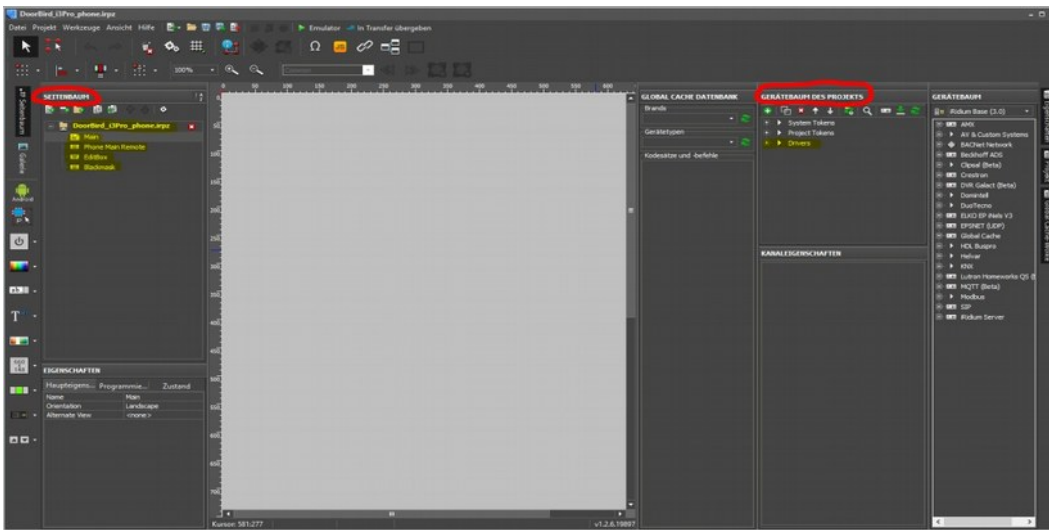 DoorBird_i3Pro_phone.irpz
Datei Projekt Werkzeuge Ansicht Hilfe
Emulator
In Transfer übergeben
100%
SEITENBAUM
DoorBird_i3Pro_phone.irpz
Main
Phone Main Remote
EditBox
Blackmask
Seitenbaum
Galerie
Android
EIGENSCHAFTEN
Haupteigens... Programmie... Zustand
Name Main
Orientation Landscape
Alternate View <none>
Kursor: 581:277
v1.2.6.19897
GLOBAL CACHE DATENBANK
Brands
Gerätetypen
Kodesätze und -befehle
GERÄTEBAUM DES PROJEKTS
System Tokens
Project Tokens
Drivers
KANALEIGENSCHAFTEN
GERÄTEBAUM
iRidium Base (3.0)
AMX
AV & Custom Systems
BACNet Network
Beckhoff ADS
Clipsal (Beta)
Crestron
DVR Galact (Beta)
Domintell
DuoTecno
ELKO EP iNels V3
EPSNET (UDP)
Global Cache
HDL Buspro
Helvar
KNX
Lutron Homeworks QS (
MQTT (Beta)
Modbus
SIP
iRidium Server